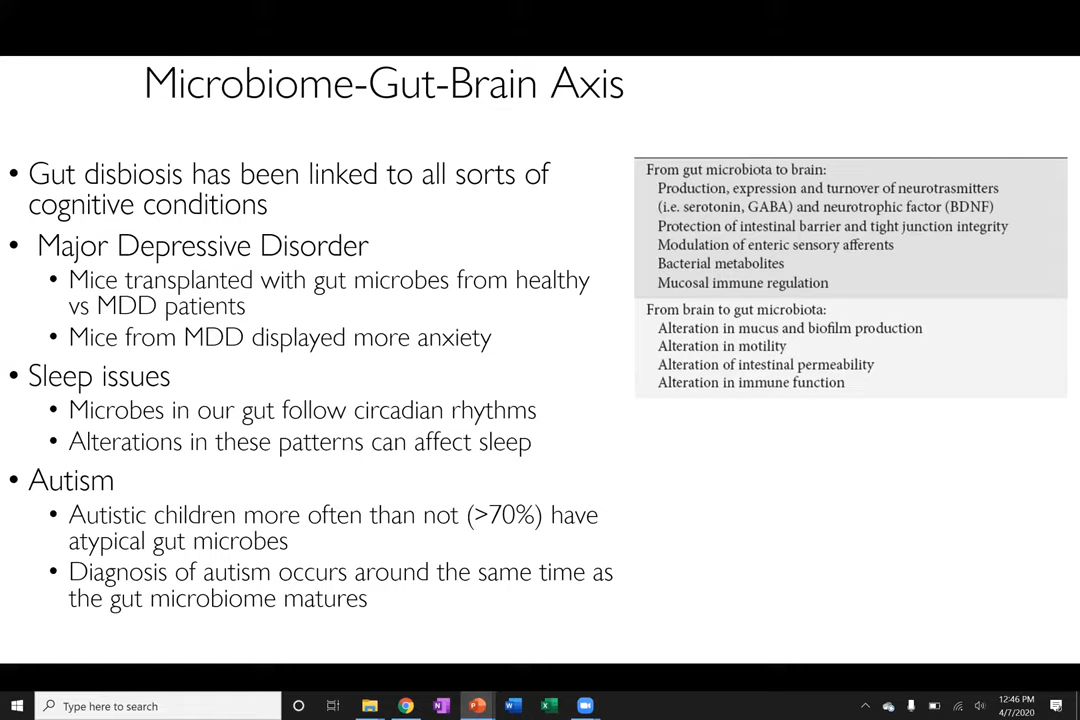 Microbiome-Gut-Brain Axis
• Gut disbiosis has been linked to all sorts of
cognitive conditions
• Major Depressive Disorder
• Mice transplanted with gut microbes from healthy
vs MDD patients
• Mice from MDD displayed more anxiety
• Sleep issues
• Microbes in our gut follow circadian rhythms
• Alterations in these patterns can affect sleep
• Autism
• Autistic children more often than not (>70%) have
atypical gut microbes
• Diagnosis of autism occurs around the same time as
the gut microbiome matures
From gut microbiota to brain:
Production, expression and turnover of neurotrasmitters
(i.e. serotonin, GABA) and neurotrophic factor (BDNF)
Protection of intestinal barrier and tight junction integrity
Modulation of enteric sensory afferents
Bacterial metabolites
Mucosal immune regulation
From brain to gut microbiota:
Alteration in mucus and biofilm production
Alteration in motility
Alteration of intestinal permeability
Alteration in immune function
Type here to search
12:46 PM
4/7/2020